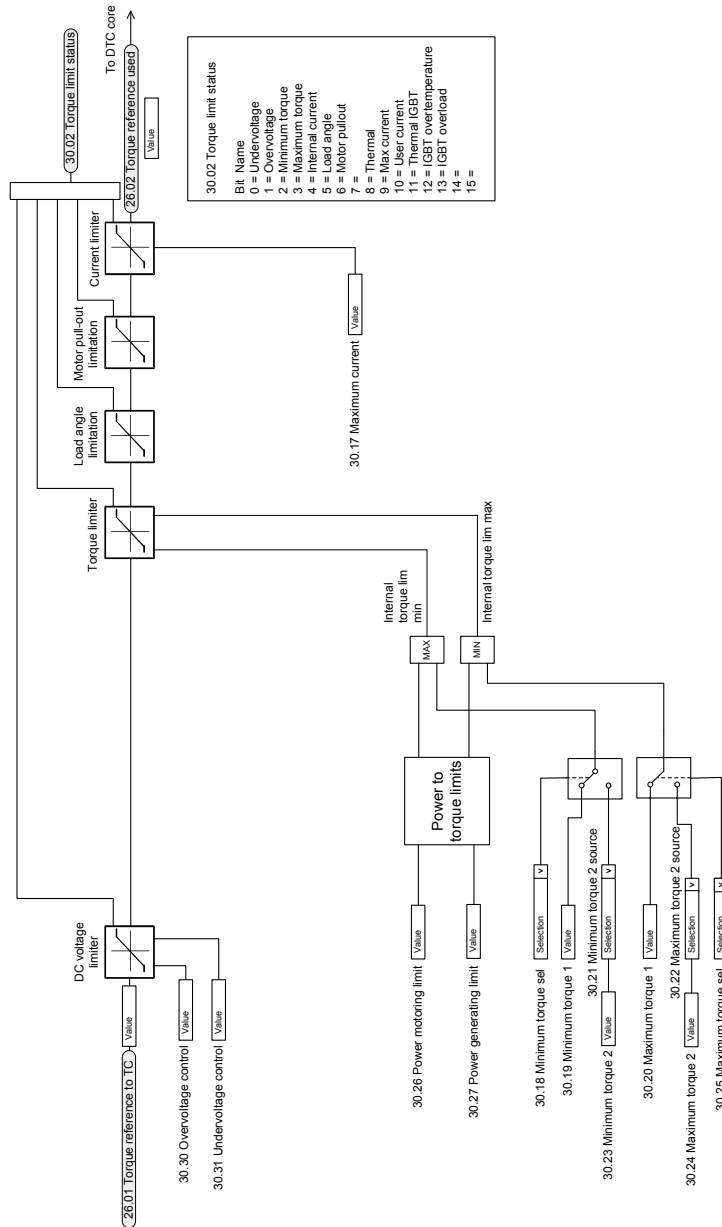 26.01 Torque reference to TC
Value
30.30 Overvoltage control
Value
30.31 Undervoltage control
Value
DC voltage
limiter
30.26 Power motoring limit
Value
30.27 Power generating limit
Value
Power to
torque limits
30.18 Minimum torque sel
Selection
v
30.19 Minimum torque 1
Value
30.21 Minimum torque 2 source
Selection
v
30.23 Minimum torque 2
Value
30.20 Maximum torque 1
Value
30.22 Maximum torque 2 source
Selection
v
30.24 Maximum torque 2
Value
30.25 Maximum torque sel
Selection
v
MAX
MIN
Internal
torque lim
min
Internal torque lim max
Torque limiter
Load angle
limitation
Motor pull-out
limitation
Current limiter
30.17 Maximum current
Value
30.02 Torque limit status
26.02 Torque reference used
Value
To DTC core
30.02 Torque limit status
Bit Name
0 = Undervoltage
1 = Overvoltage
2 = Minimum torque
3 = Maximum torque
4 = Internal current
5 = Load angle
6 = Motor pullout
7 =
8 = Thermal
9 = Max current
10 = User current
11 = Thermal IGBT
12 = IGBT overtemperature
13 = IGBT overload
14 =
15 =